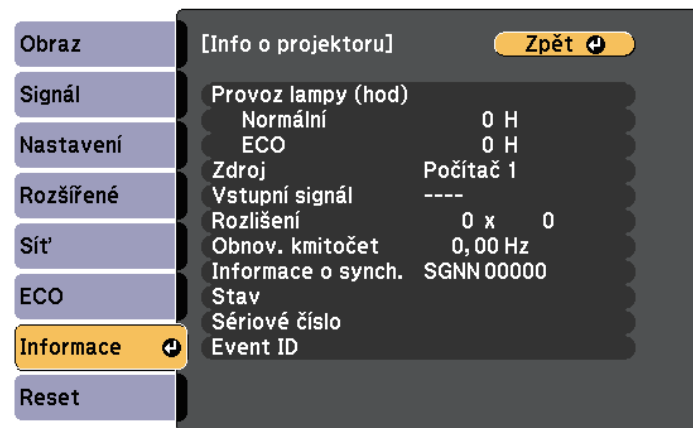 Obraz
Signál
Nastavení
Rozšířené
Síť
ECO
Informace
Reset
[Info o projektoru]
Zpět
Provoz lampy (hod)
Normální 0 H
ECO 0 H
Zdroj Počítač 1
Vstupní signál ----
Rozlišení 0 x 0
Obnov. kmitočet 0,00 Hz
Informace o synch. SGNN 00000
Stav
Sériové číslo
Event ID